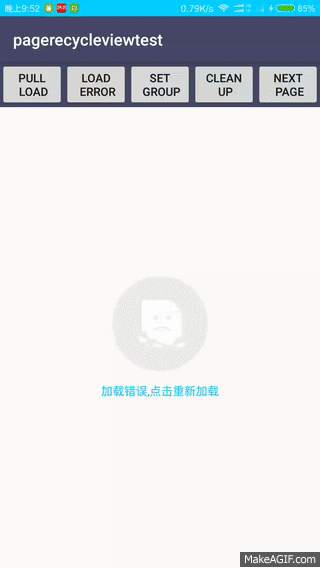 晚上9:52 0.79K/s 85%
pagerecycleviewtest
PULL LOAD
LOAD ERROR
SET GROUP
CLEAN UP
NEXT PAGE
加载错误,点击重新加载
MakeAGIF.com